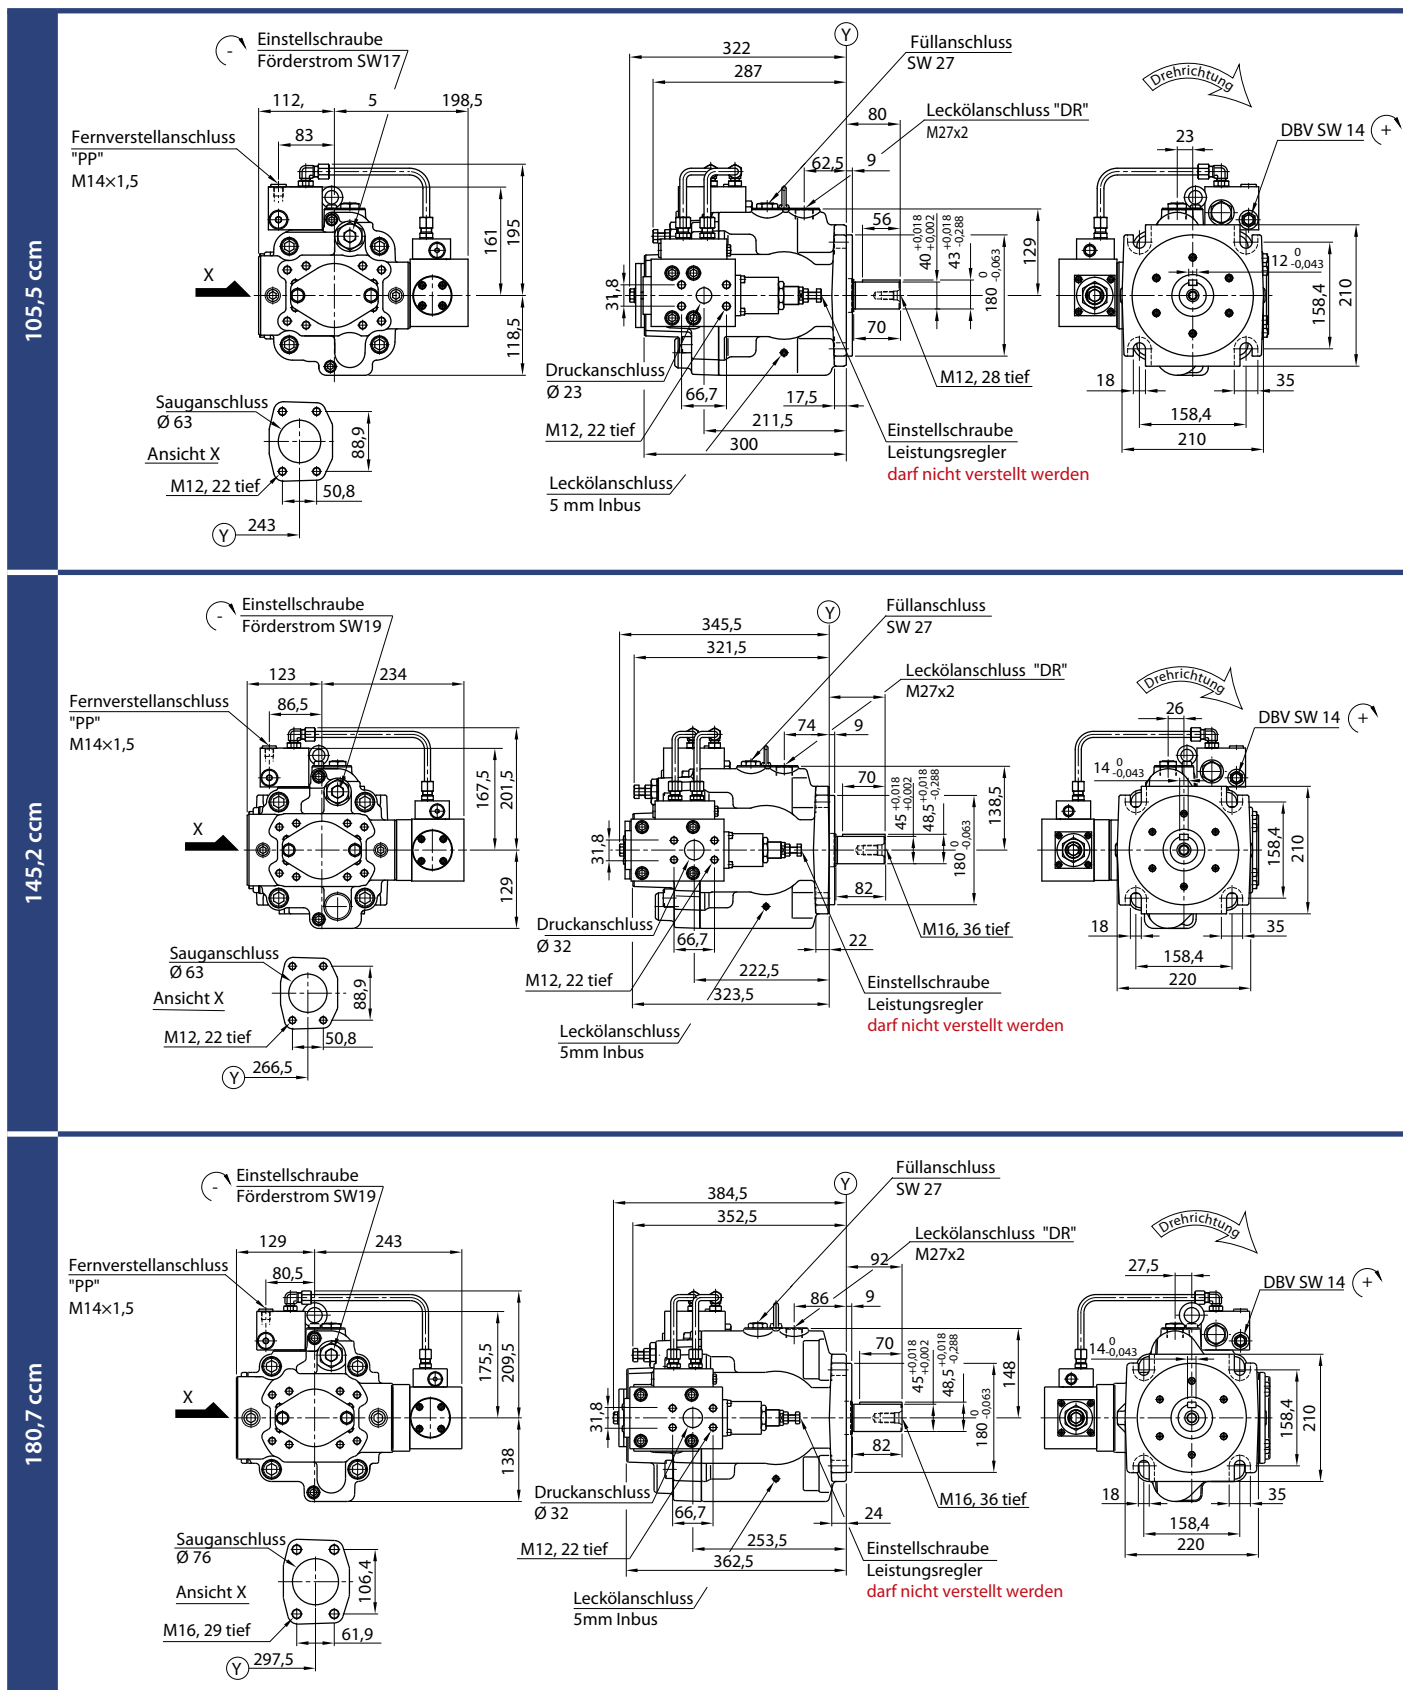 105,5 ccm
Einstellschraube
Förderstrom SW17
-
112,
5
198,5
83
Fernverstellanschluss
"PP"
M14×1,5
161
195
118,5
X
Sauganschluss
Ø 63
Ansicht X
M12, 22 tief
88,9
50,8
Y
243
Y
322
287
Füllanschluss
SW 27
80
Leckölanschluss "DR"
M27x2
62,5
9
56
40 +0,018 +0,002
43 +0,018 -0,288
180 0 -0,063
129
31,8
70
Druckanschluss
Ø 23
66,7
M12, 28 tief
17,5
M12, 22 tief
211,5
300
Einstellschraube
Leistungsregler
darf nicht verstellt werden
Leckölanschluss
5 mm Inbus
Drehrichtung
23
DBV SW 14
+
12 0 -0,043
158,4
210
18
35
158,4
210
145,2 ccm
Einstellschraube
Förderstrom SW19
-
123
234
86,5
Fernverstellanschluss
"PP"
M14×1,5
167,5
201,5
129
X
Sauganschluss
Ø 63
Ansicht X
M12, 22 tief
88,9
50,8
Y
266,5
Y
345,5
321,5
Füllanschluss
SW 27
Leckölanschluss "DR"
M27x2
74
9
70
45 +0,018 +0,002
48,5 +0,018 -0,288
180 0 -0,063
138,5
31,8
82
Druckanschluss
Ø 32
66,7
M16, 36 tief
22
M12, 22 tief
222,5
323,5
Einstellschraube
Leistungsregler
darf nicht verstellt werden
Leckölanschluss
5mm Inbus
Drehrichtung
26
DBV SW 14
+
14 0 -0,043
158,4
210
18
35
158,4
220
180,7 ccm
Einstellschraube
Förderstrom SW19
-
129
243
80,5
Fernverstellanschluss
"PP"
M14×1,5
175,5
209,5
138
X
Sauganschluss
Ø 76
Ansicht X
M16, 29 tief
106,4
61,9
Y
297,5
Y
384,5
352,5
Füllanschluss
SW 27
Leckölanschluss "DR"
M27x2
92
86
9
70
45 +0,018 +0,002
48,5 +0,018 -0,288
180 0 -0,063
148
31,8
82
Druckanschluss
Ø 32
66,7
M16, 36 tief
24
M12, 22 tief
253,5
362,5
Einstellschraube
Leistungsregler
darf nicht verstellt werden
Leckölanschluss
5mm Inbus
Drehrichtung
27,5
DBV SW 14
+
14 0 -0,043
158,4
210
18
35
158,4
220